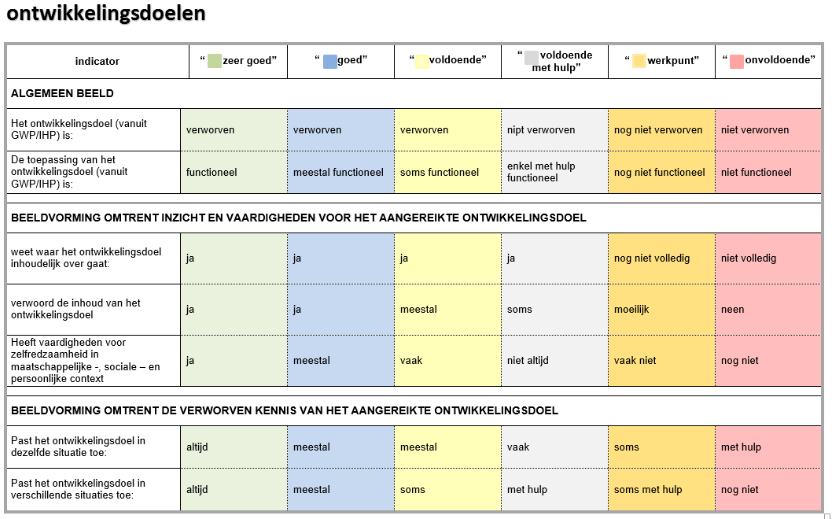 ontwikkelingsdoelen
indicator
“ zeer goed”
“ goed”
“ voldoende”
“ voldoende
met hulp”
“ werkpunt”
“ onvoldoende”
ALGEMEEN BEELD
Het ontwikkelingsdoel (vanuit
GWP/IHP) is:
verworven
verworven
verworven
nipt verworven
nog niet verworven
niet verworven
De toepassing van het
ontwikkelingsdoel (vanuit
GWP/IHP) is:
functioneel
meestal functioneel
soms functioneel
enkel met hulp
functioneel
nog niet functioneel
niet functioneel
BEELDVORMING OMTRENT INZICHT EN VAARDIGHEDEN VOOR HET AANGEREIKTE ONTWIKKELINGSDOEL
weet waar het ontwikkelingsdoel
inhoudelijk over gaat:
ja
ja
ja
ja
nog niet volledig
niet volledig
verwoord de inhoud van het
ontwikkelingsdoel
ja
ja
meestal
soms
moeilijk
neen
Heeft vaardigheden voor
zelfredzaamheid in
maatschappelijke -, sociale – en
persoonlijke context
ja
meestal
vaak
niet altijd
vaak niet
nog niet
BEELDVORMING OMTRENT DE VERWORVEN KENNIS VAN HET AANGEREIKTE ONTWIKKELINGSDOEL
Past het ontwikkelingsdoel in
dezelfde situatie toe:
altijd
meestal
meestal
vaak
soms
met hulp
Past het ontwikkelingsdoel in
verschillende situaties toe:
altijd
meestal
soms
met hulp
soms met hulp
nog niet